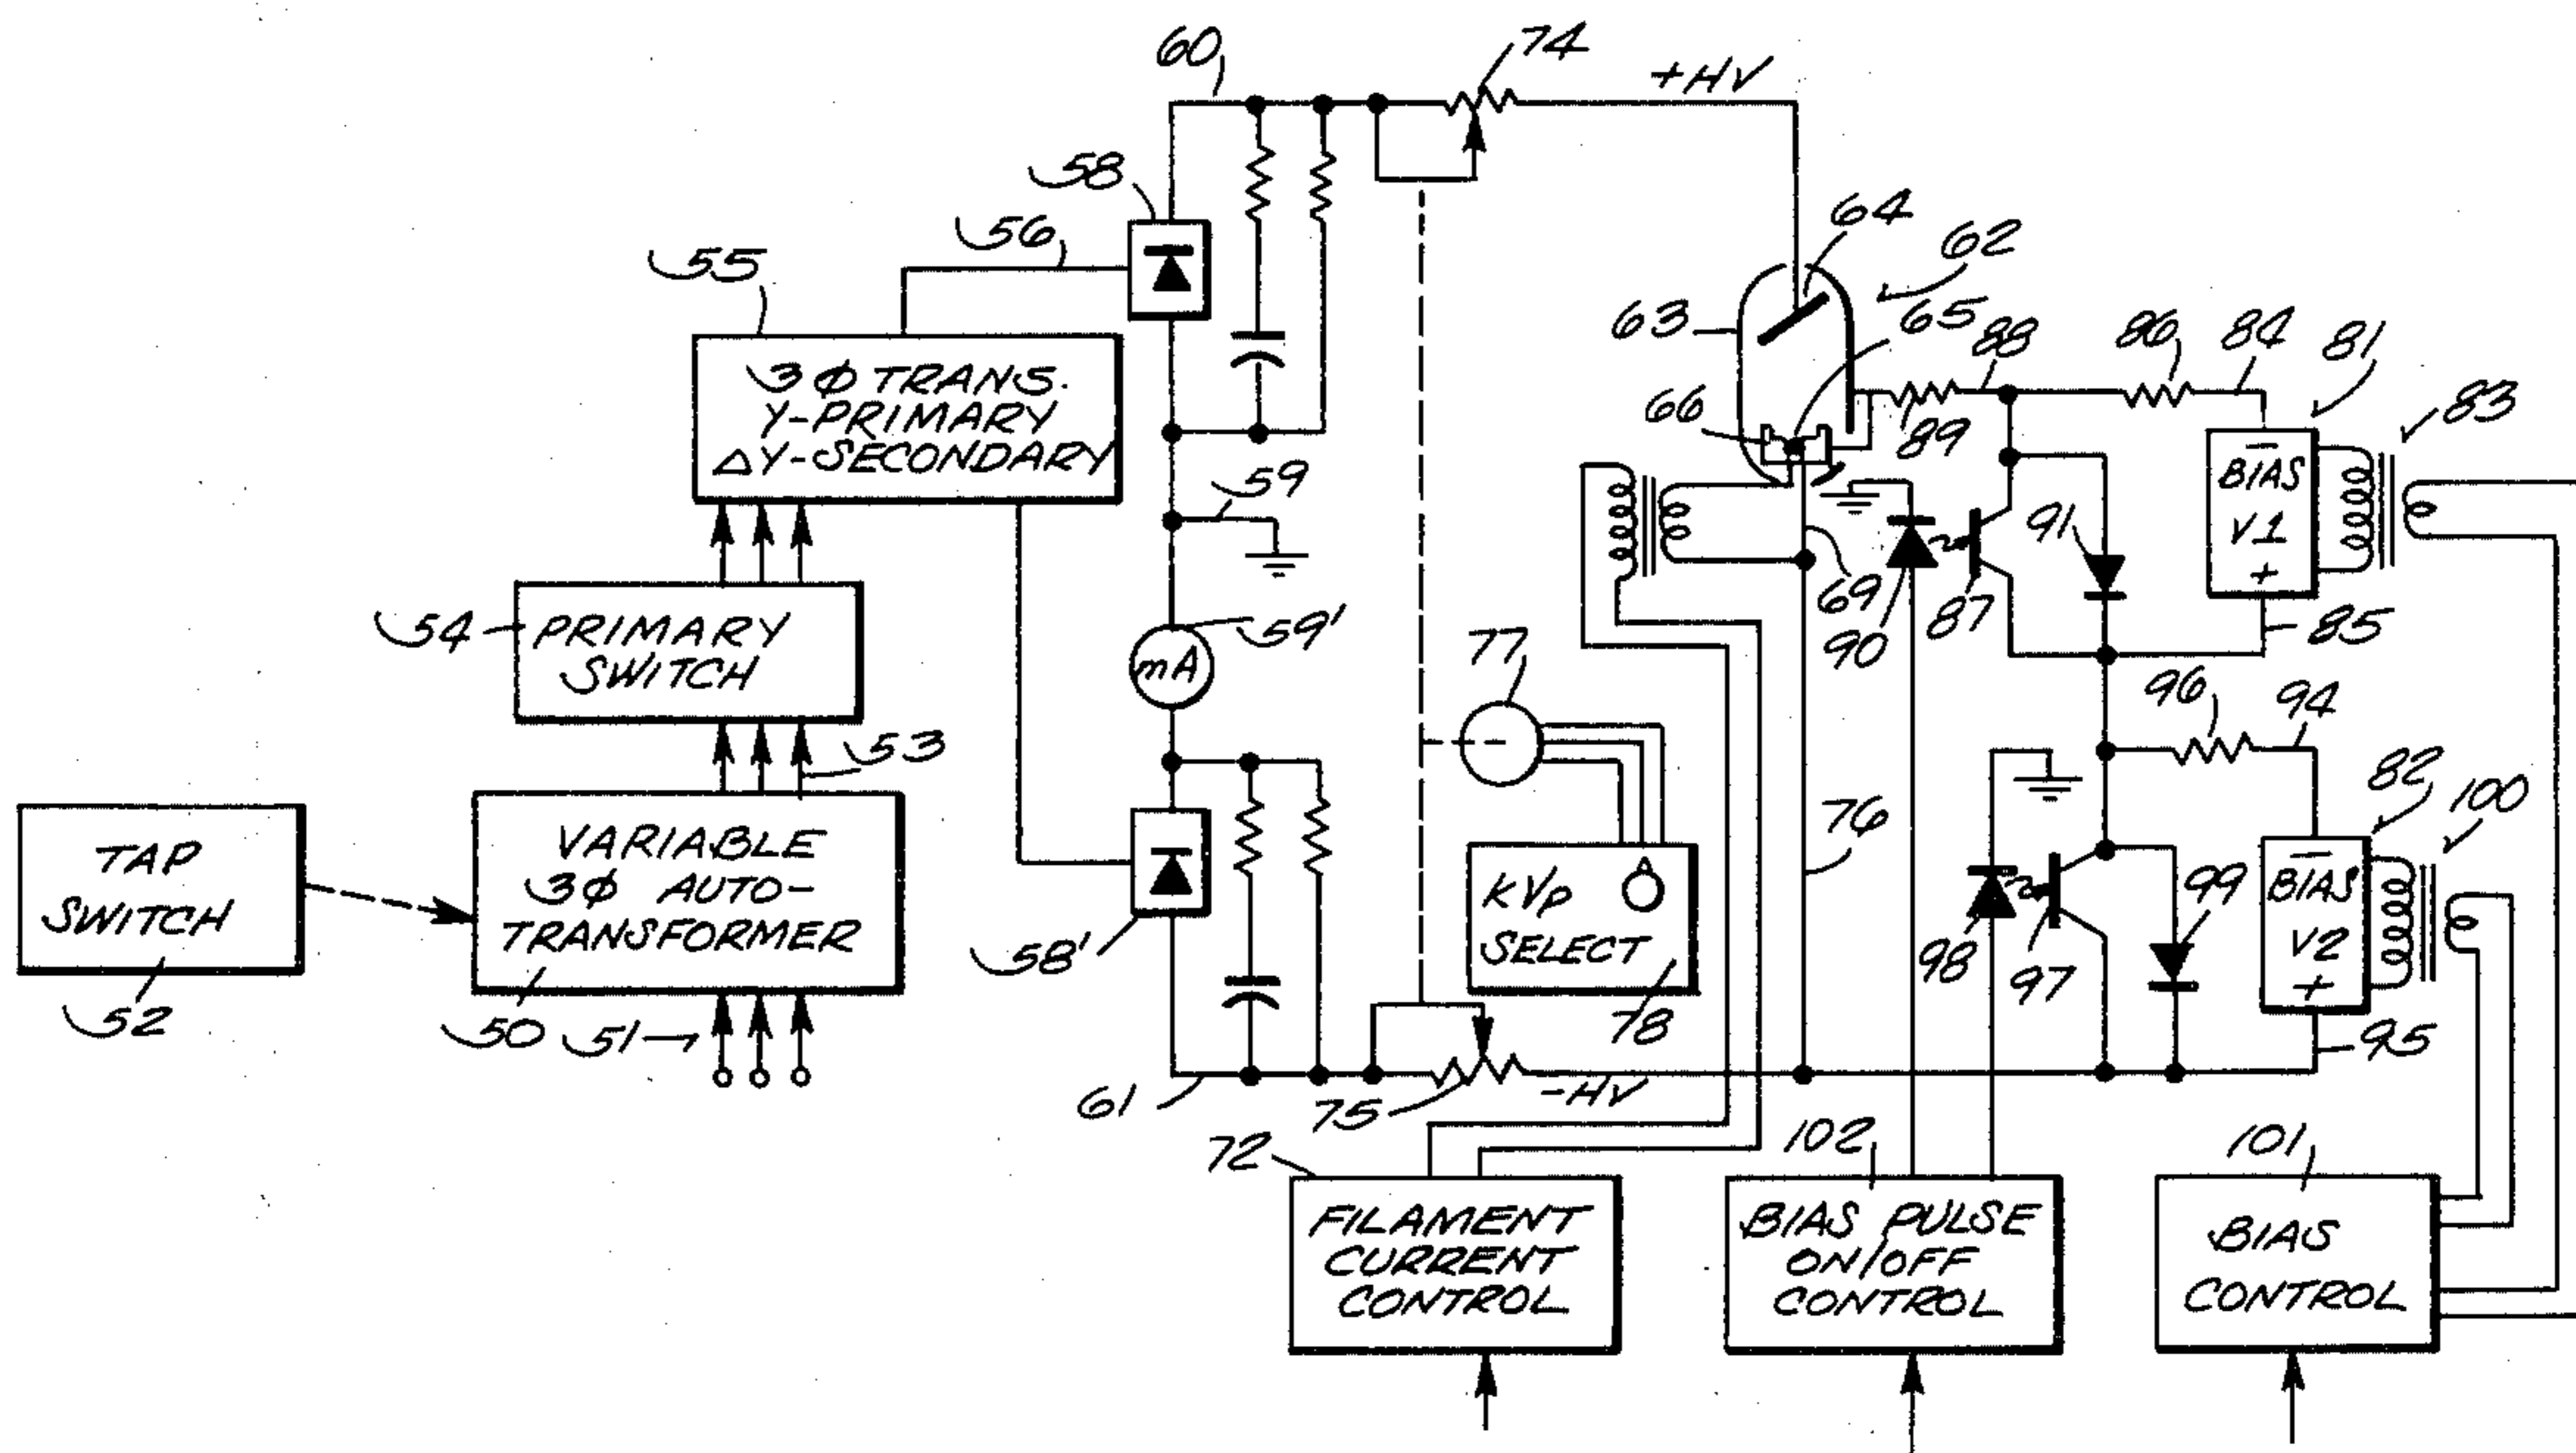 60
74
+HV
58
64
56
62
55
65
63
88
86
84
81
3Ø TRANS.
Y-PRIMARY
ΔY-SECONDARY
66
89
83
59
BIAS
V1
+
91
54
PRIMARY
SWITCH
59'
69
90
87
85
mA
77
96
94
53
76
82
100
TAP
SWITCH
VARIABLE
3Ø AUTO-
TRANSFORMER
KVP
SELECT
58'
98
97
99
BIAS
V2
+
52
50
51
78
95
61
75
-HV
72
102
101
FILAMENT
CURRENT
CONTROL
BIAS PULSE
ON/OFF
CONTROL
BIAS
CONTROL